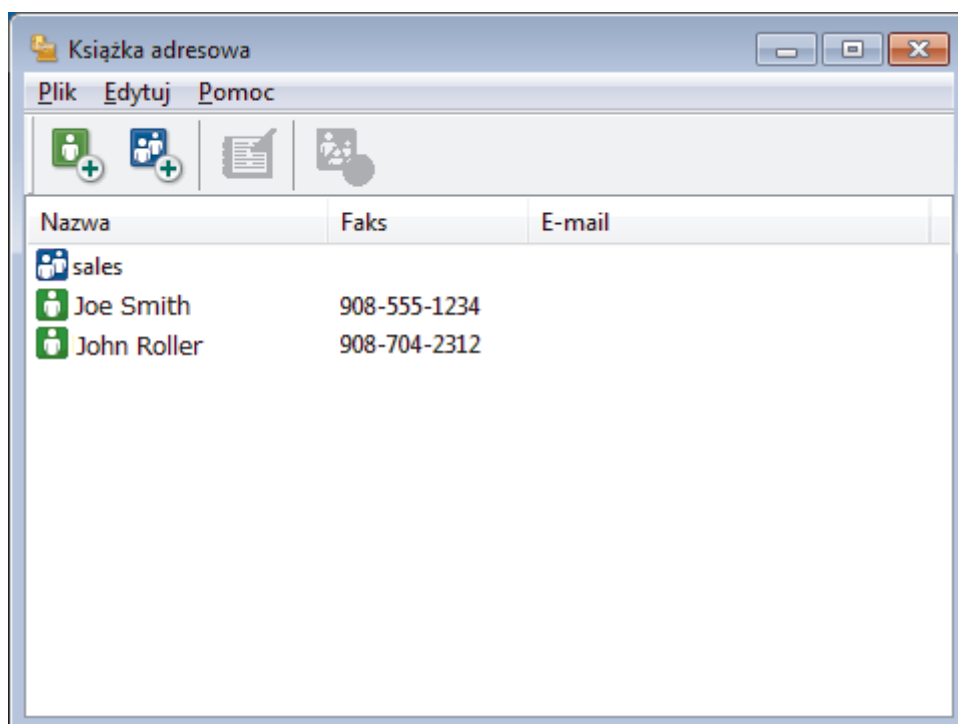 Książka adresowa
Plik Edytuj Pomoc
Nazwa Faks E-mail
sales
Joe Smith 908-555-1234
John Roller 908-704-2312